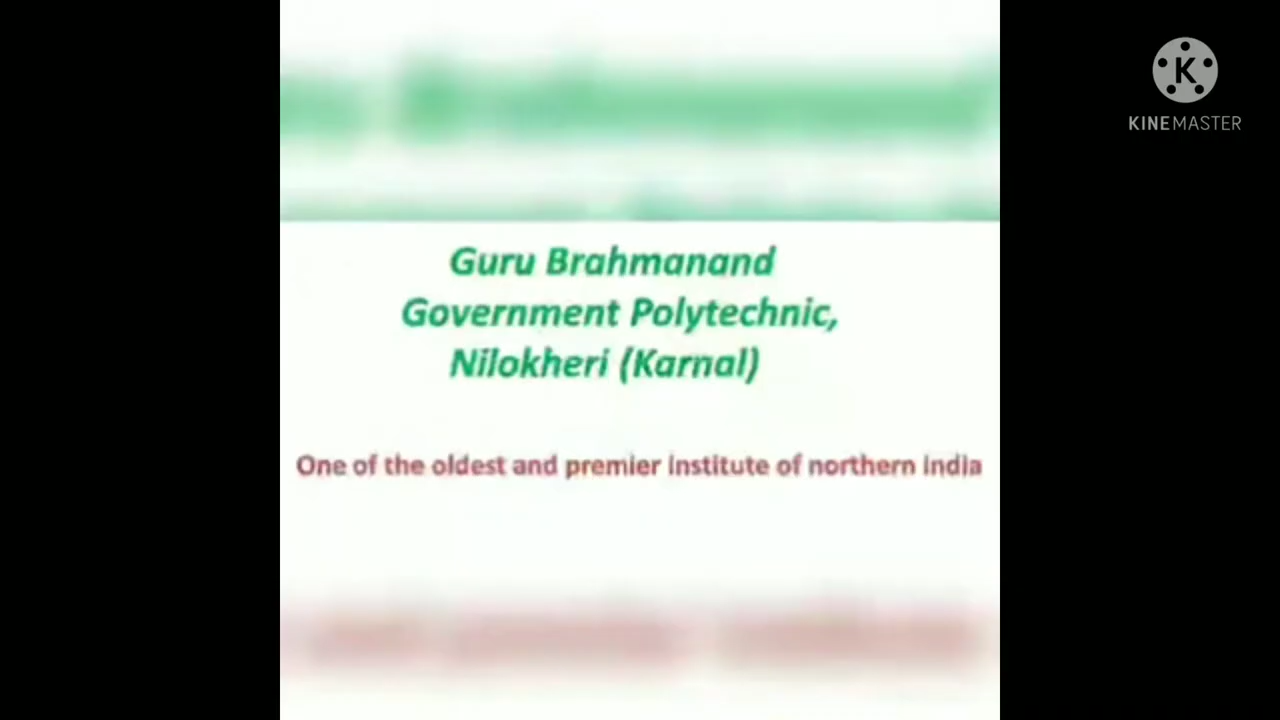 K
KINEMASTER
Guru Brahmanand
Government Polytechnic,
Nilokheri (Karnal)
One of the oldest and premier institute of northern india